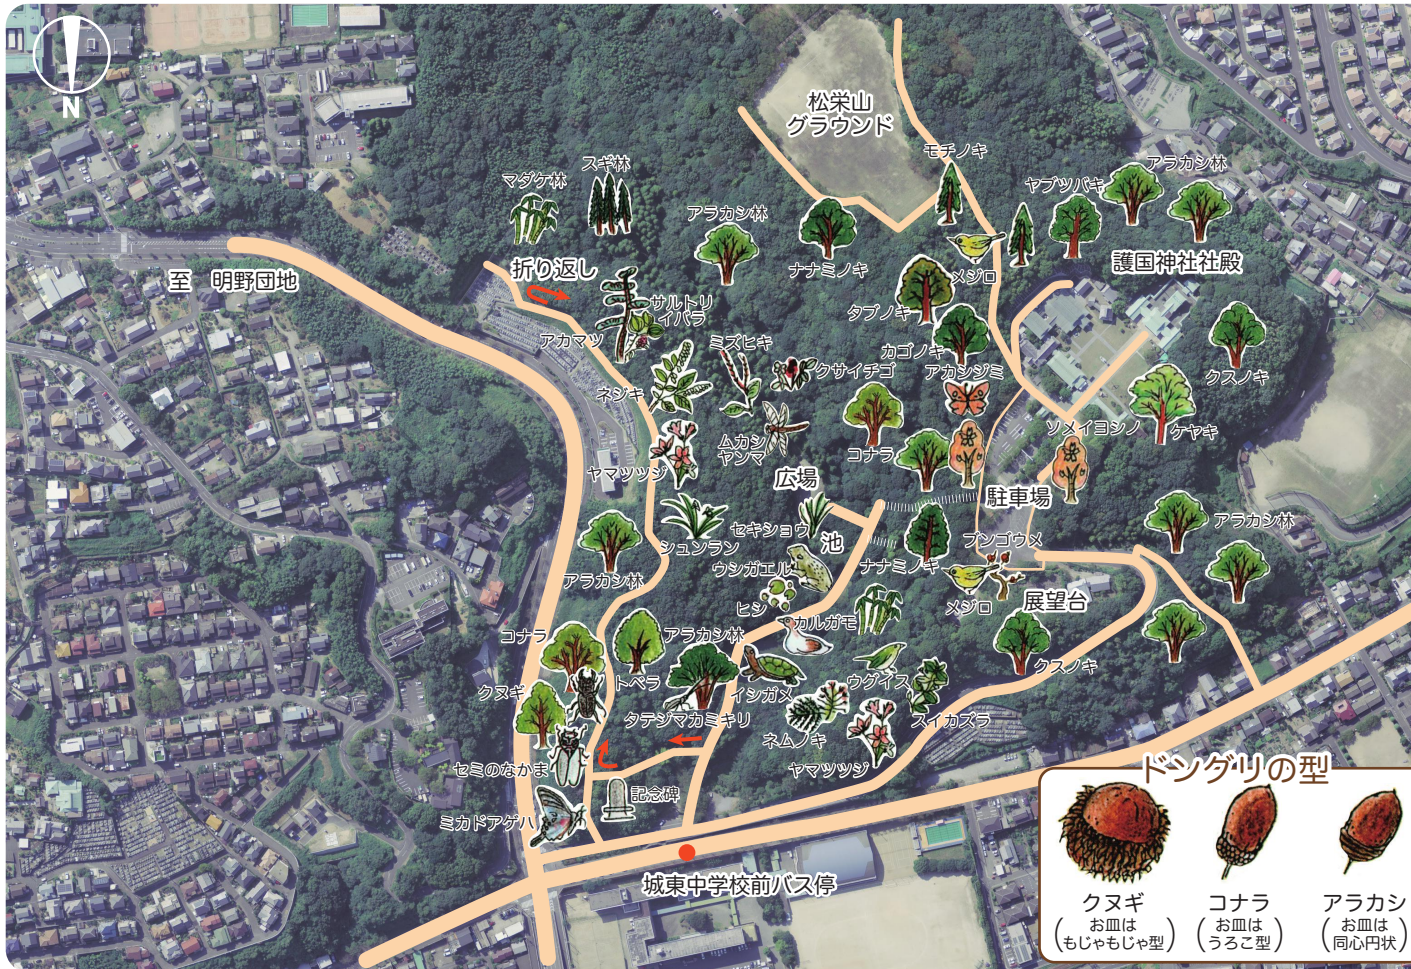 N
松栄山
グラウンド
モチノキ
アラカシ林
ヤブツバキ
スギ林
マダケ林
アラカシ林
ナナミノキ
メジロ
護国神社社殿
至 明野団地
折り返し
サルトリ
イバラ
アカマツ
タブノキ
カゴノキ
アカシジミ
クスノキ
ミズヒキ
クサイチゴ
ネジキ
ムカシ
ヤンマ
ソメイヨシノ
ケヤキ
コナラ
ヤマツツジ
広場
駐車場
セキショウ
池
シュンラン
アラカシ林
ブンゴウメ
ナナミノキ
ウシガエル
アラカシ林
ヒシ
メジロ
展望台
カルガモ
コナラ
アラカシ林
クスノキ
クヌギ
トベラ
イシガメ
ウグイス
タテジマカミキリ
スイカズラ
ネムノキ
ヤマツツジ
セミのなかま
記念碑
ミカドアゲハ
城東中学校前バス停
ドングリの型
クヌギ
(お皿は
もじゃもじゃ型)
コナラ
(お皿は
うろこ型)
アラカシ
(お皿は
同心円状)